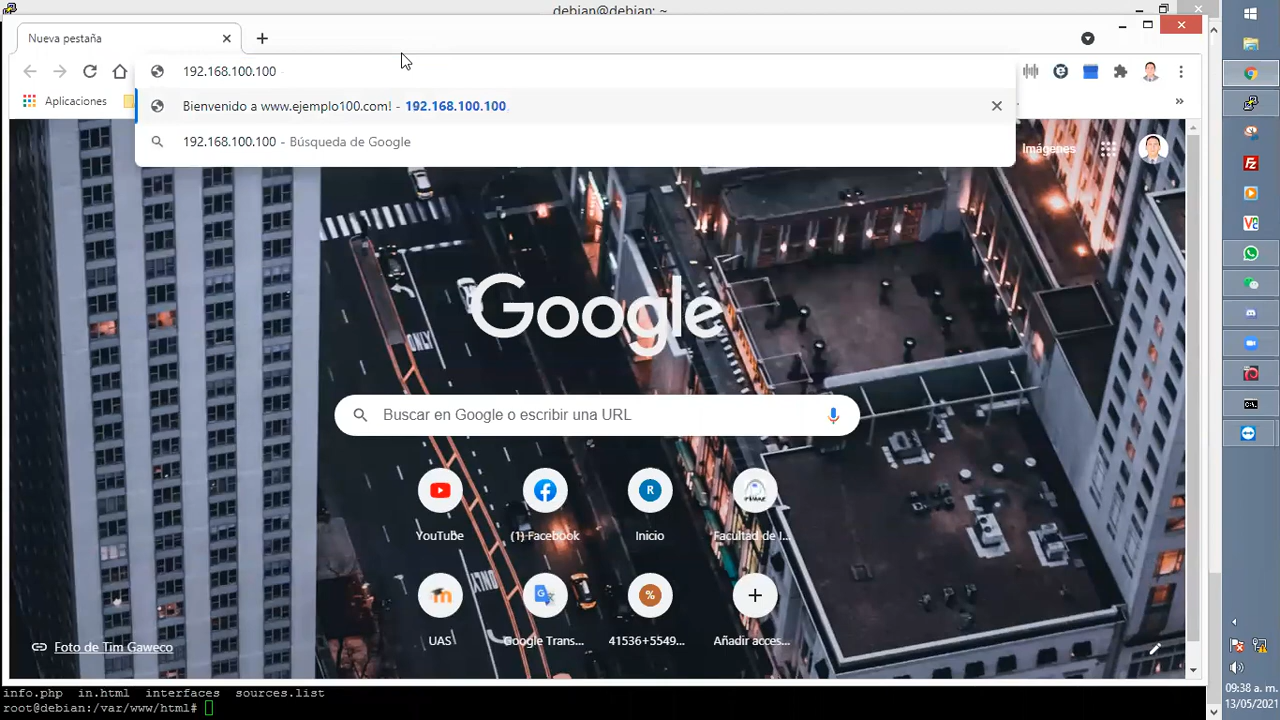 debian@debian: ~
Nueva pestaña
192.168.100.100
Aplicaciones
Bienvenido a www.ejemplo100.com! - 192.168.100.100
192.168.100.100 - Búsqueda de Google
Imágenes
ONLY
Google
Buscar en Google o escribir una URL
YouTube
(1) Facebook
R
Inicio
Facultad de I...
UAS
Google Trans...
%
41536+5549...
Añadir acces...
ONLY
Foto de Tim Gaweco
info.php in.html interfaces sources.list
root@debian:/var/www/html#
09:38 a. m.
13/05/2021